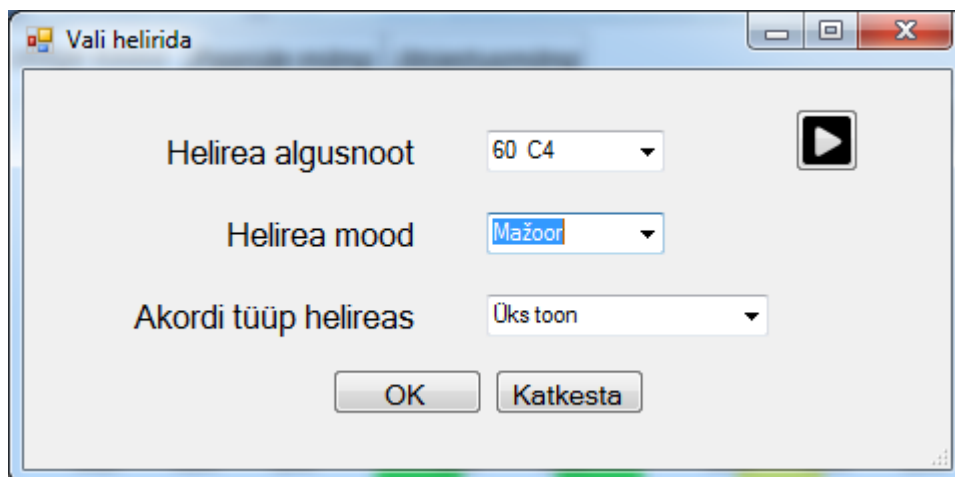 Vali helirida
Helirea algusnoot 60 C4
Helirea mood Mažoor
Akordi tüüp helireas Üks toon
OK Katkesta